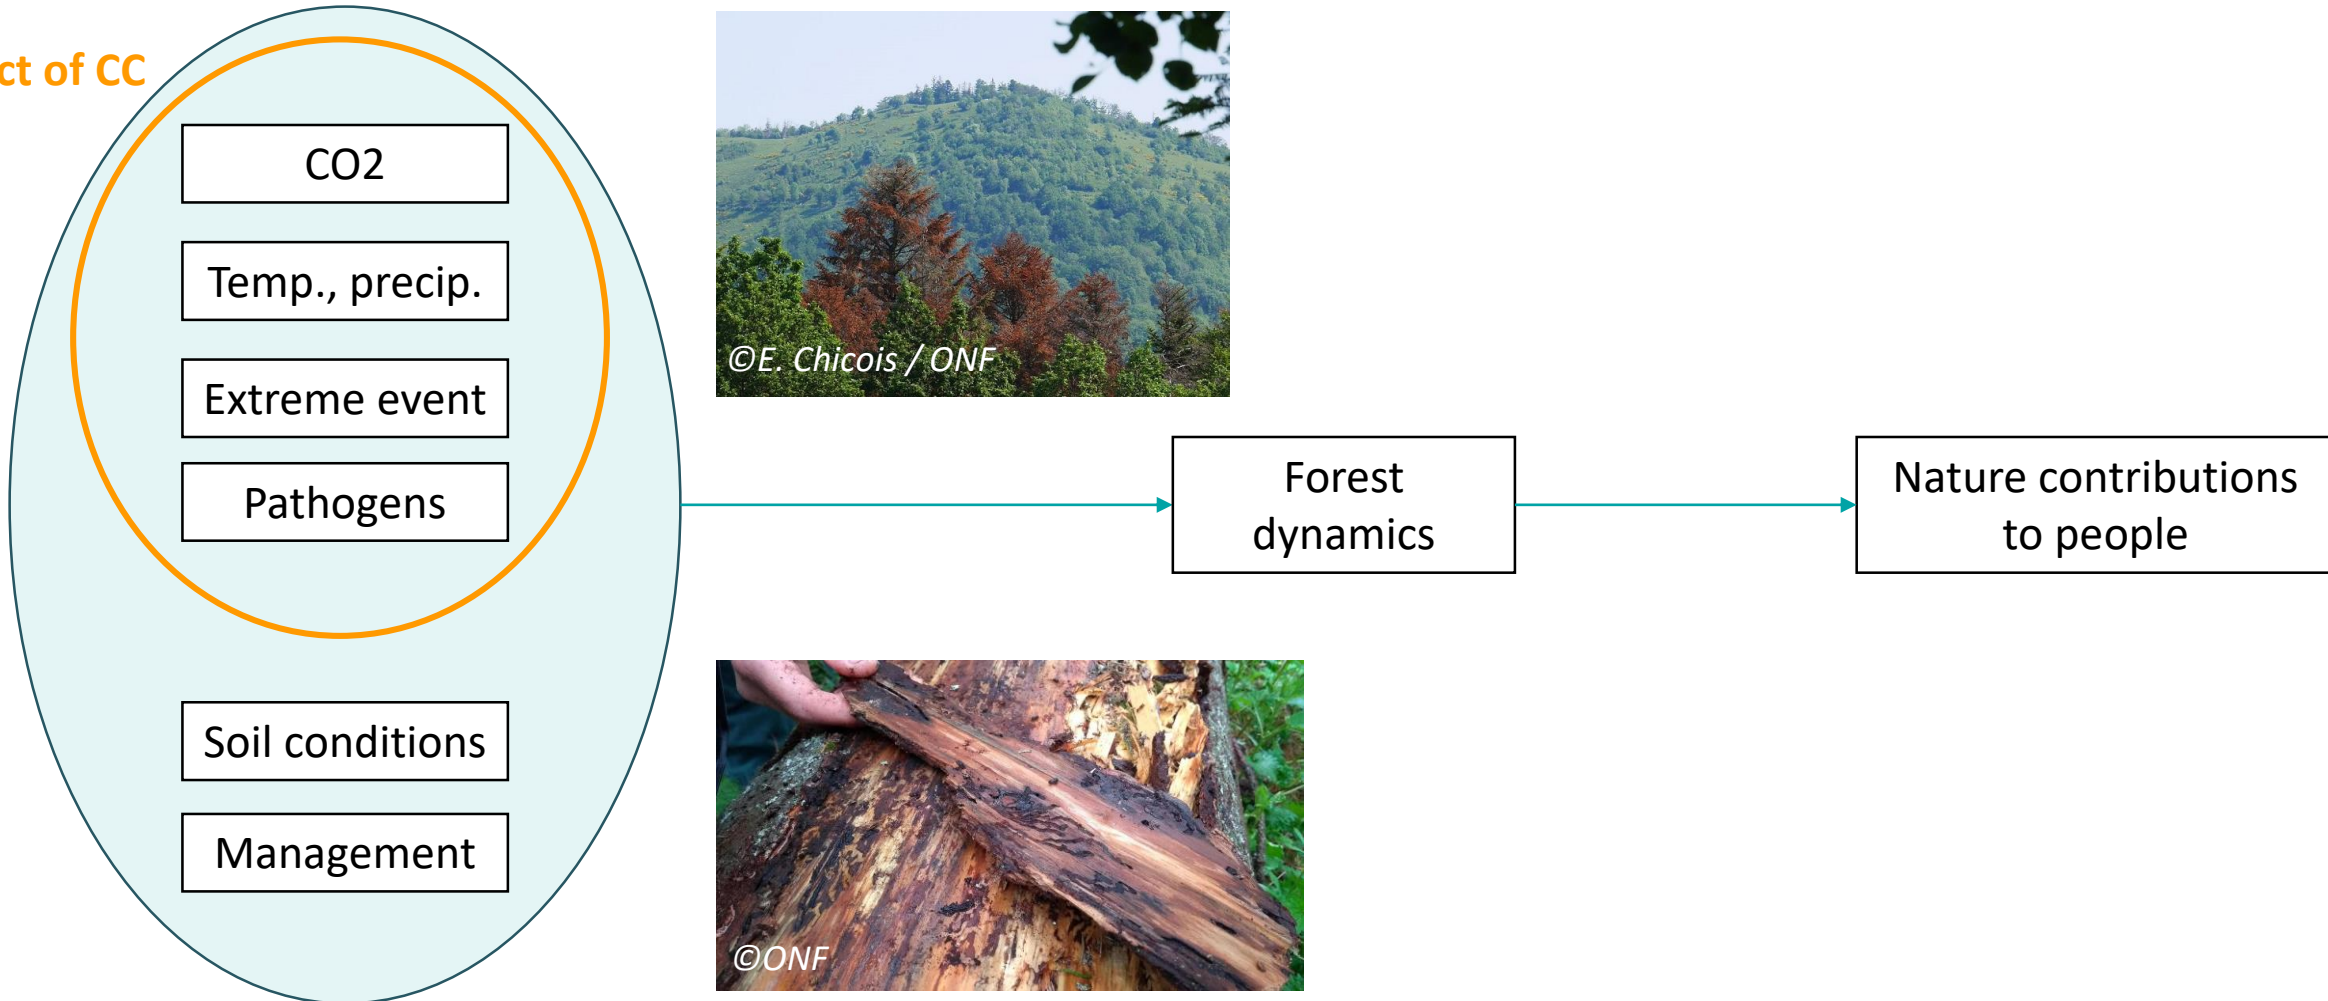 ct of CC
CO2
Temp., precip.
Extreme event
Pathogens
Soil conditions
Management
©E. Chicois / ONF
Forest
dynamics
Nature contributions
to people
©ONF